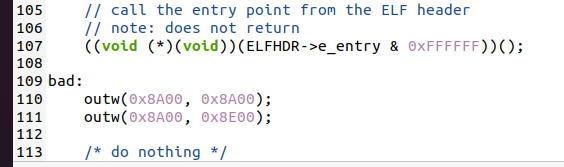 105     // call the entry point from the ELF header
106     // note: does not return
107     ((void (*)(void))(ELFHDR->e_entry & 0xFFFFFF))();
108
109 bad:
110     outw(0x8A00, 0x8A00);
111     outw(0x8A00, 0x8E00);
112
113     /* do nothing */